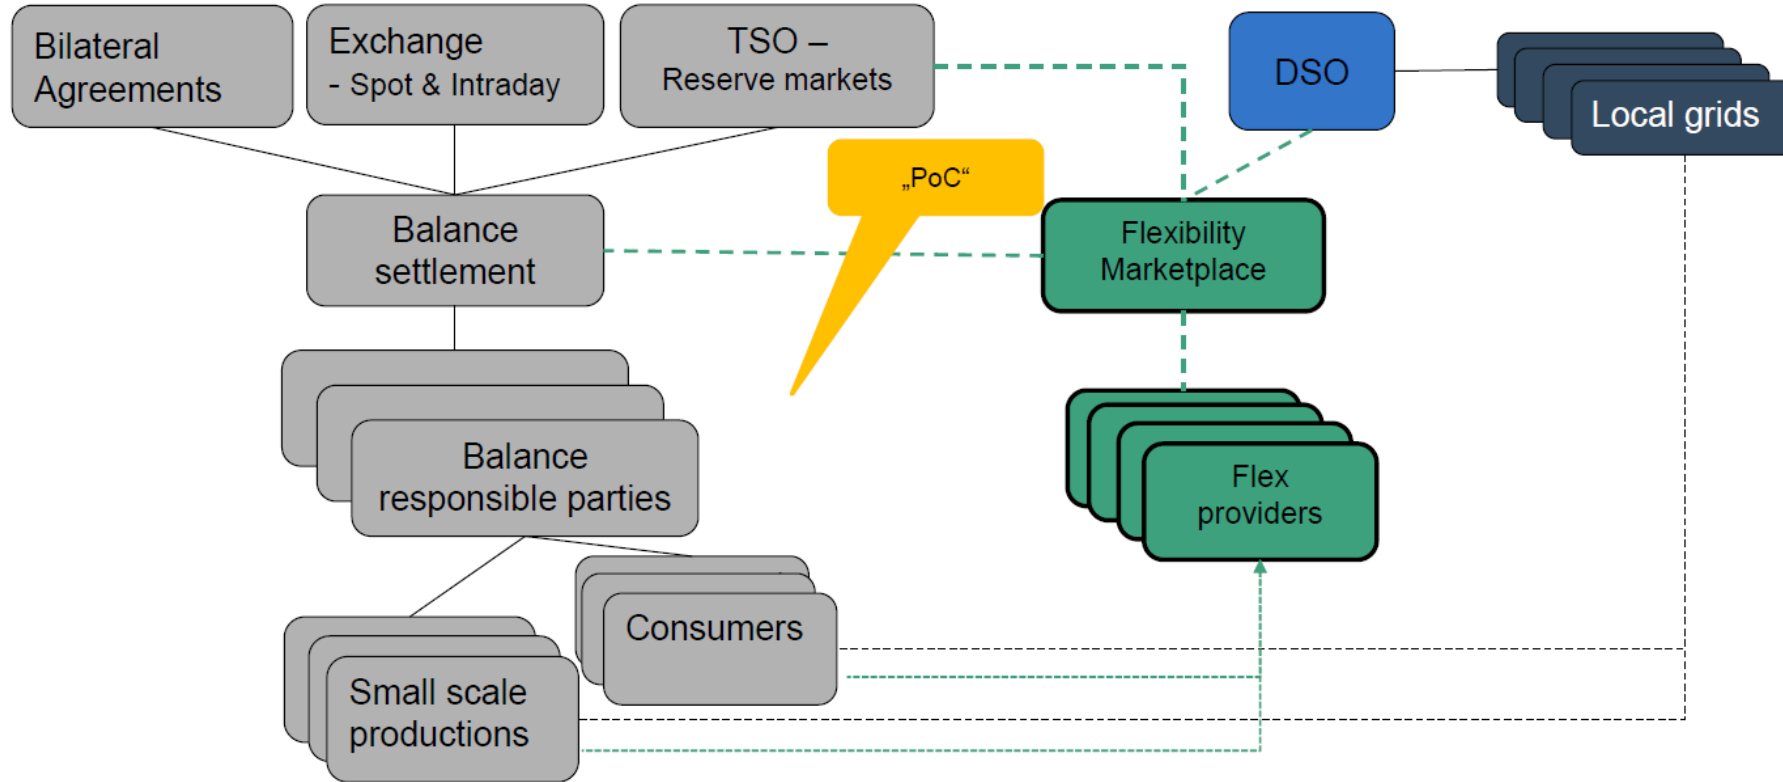 Bilateral
Agreements
Exchange
- Spot & Intraday
TSO –
Reserve markets
DSO
Local grids
„PoC“
Balance
settlement
Flexibility
Marketplace
Balance
responsible parties
Flex
providers
Consumers
Small scale
productions